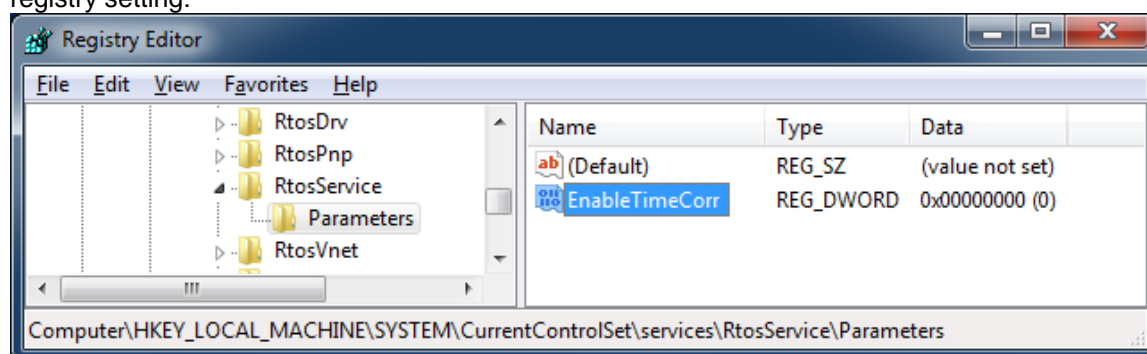 registry setting.
Registry Editor
File Edit View Favorites Help
RtosDrv
RtosPnp
RtosService
Parameters
RtosVnet
Name Type Data
(Default) REG_SZ (value not set)
EnableTimeCorr REG_DWORD 0x00000000 (0)
Computer\HKEY_LOCAL_MACHINE\SYSTEM\CurrentControlSet\services\RtosService\Parameters